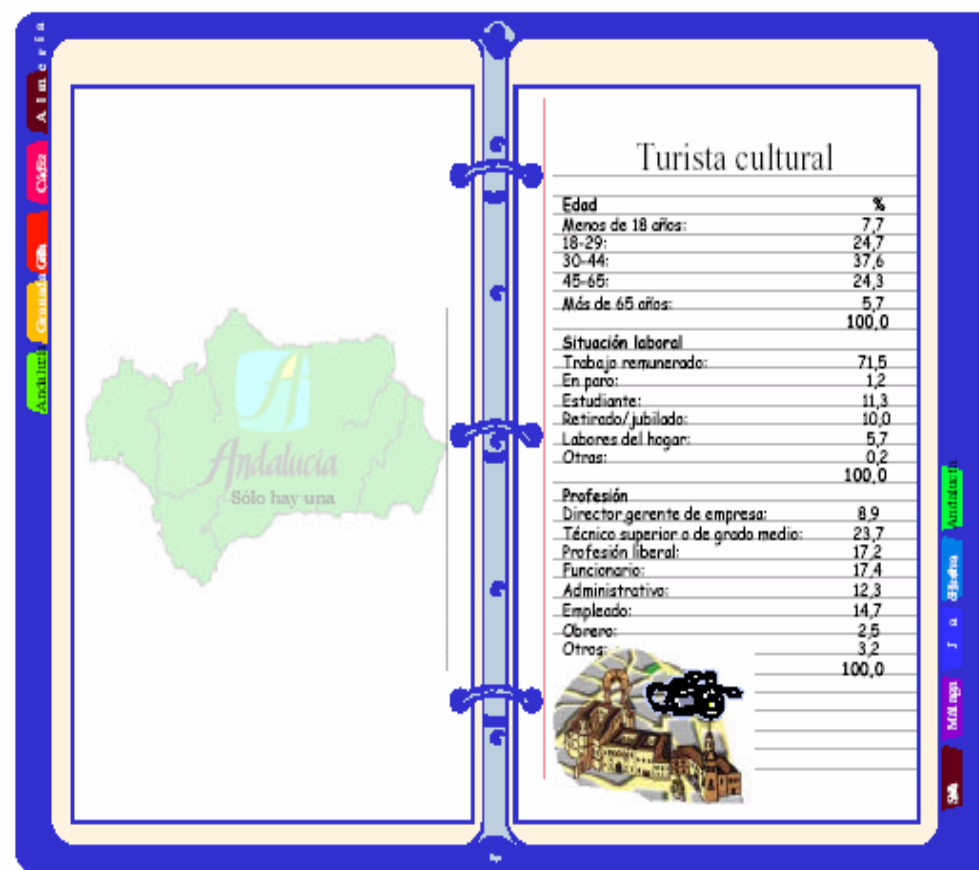 Almería
Cádiz
Granada
Andalucía
Andalucía
Sólo hay una
Turista cultural
Edad %
Menos de 18 años: 7,7
18-29: 24,7
30-44: 37,6
45-65: 24,3
Más de 65 años: 5,7
100,0
Situación laboral
Trabajo remunerado: 71,5
En paro: 1,2
Estudiante: 11,3
Retirado/jubilado: 10,0
Labores del hogar: 5,7
Otras: 0,2
100,0
Profesión
Director,gerente de empresa: 8,9
Técnico superior o de grado medio: 23,7
Profesión liberal: 17,2
Funcionario: 17,4
Administrativo: 12,3
Empleado: 14,7
Obrero: 2,5
Otros: 3,2
100,0
Andalucía
Málaga